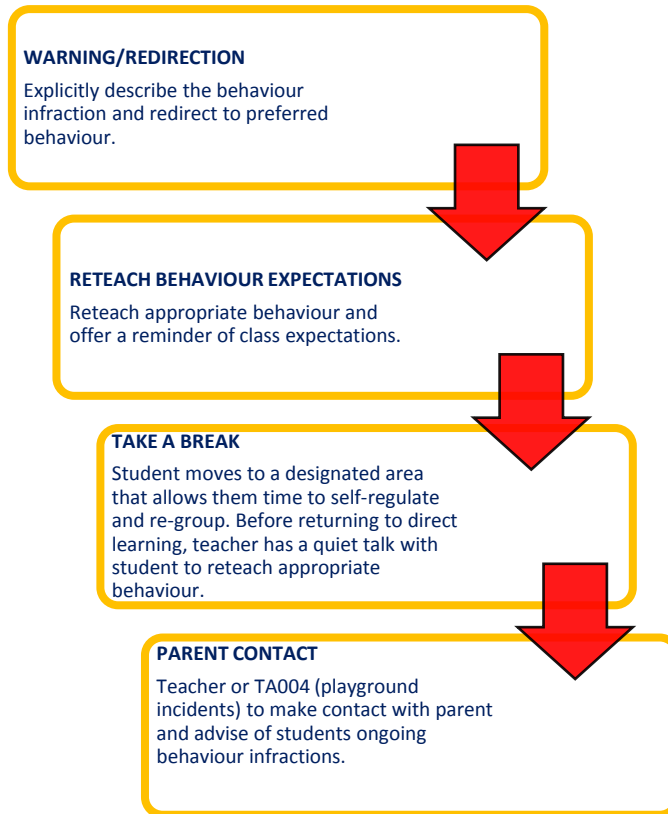 WARNING/REDIRECTION
Explicitly describe the behaviour
infraction and redirect to preferred
behaviour.
RETEACH BEHAVIOUR EXPECTATIONS
Reteach appropriate behaviour and
offer a reminder of class expectations.
TAKE A BREAK
Student moves to a designated area
that allows them time to self-regulate
and re-group. Before returning to direct
learning, teacher has a quiet talk with
student to reteach appropriate
behaviour.
PARENT CONTACT
Teacher or TA004 (playground
incidents) to make contact with parent
and advise of students ongoing
behaviour infractions.